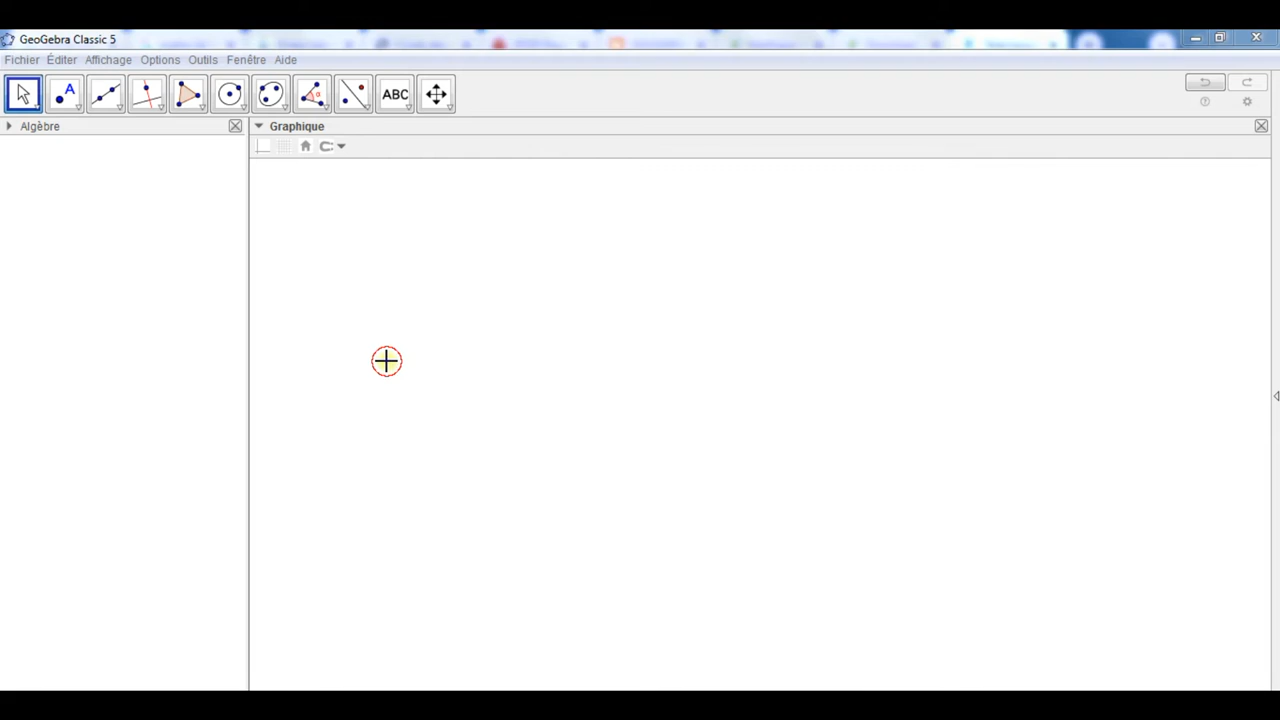 GeoGebra Classic 5
Fichier Éditer Affichage Options Outils Fenêtre Aide
A
α
ABC
Algèbre
Graphique